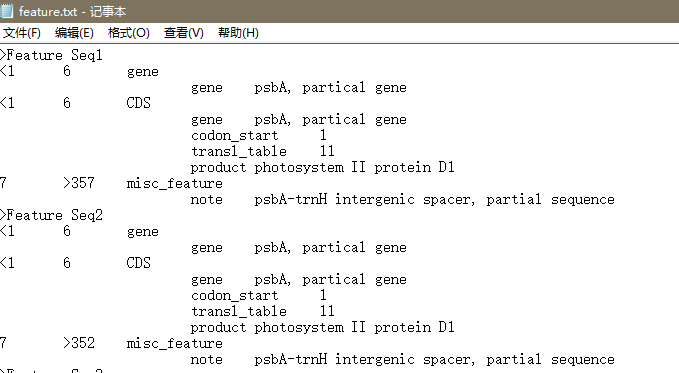 feature.txt - 记事本
文件(F) 编辑(E) 格式(O) 查看(V) 帮助(H)
>Feature Seq1
<1 6 gene
gene psbA, partical gene
<1 6 CDS
gene psbA, partical gene
codon_start 1
transl_table 11
product photosystem II protein D1
7 >357 misc_feature
note psbA-trnH intergenic spacer, partial sequence
>Feature Seq2
<1 6 gene
gene psbA, partical gene
<1 6 CDS
gene psbA, partical gene
codon_start 1
transl_table 11
product photosystem II protein D1
7 >352 misc_feature
note psbA-trnH intergenic spacer, partial sequence